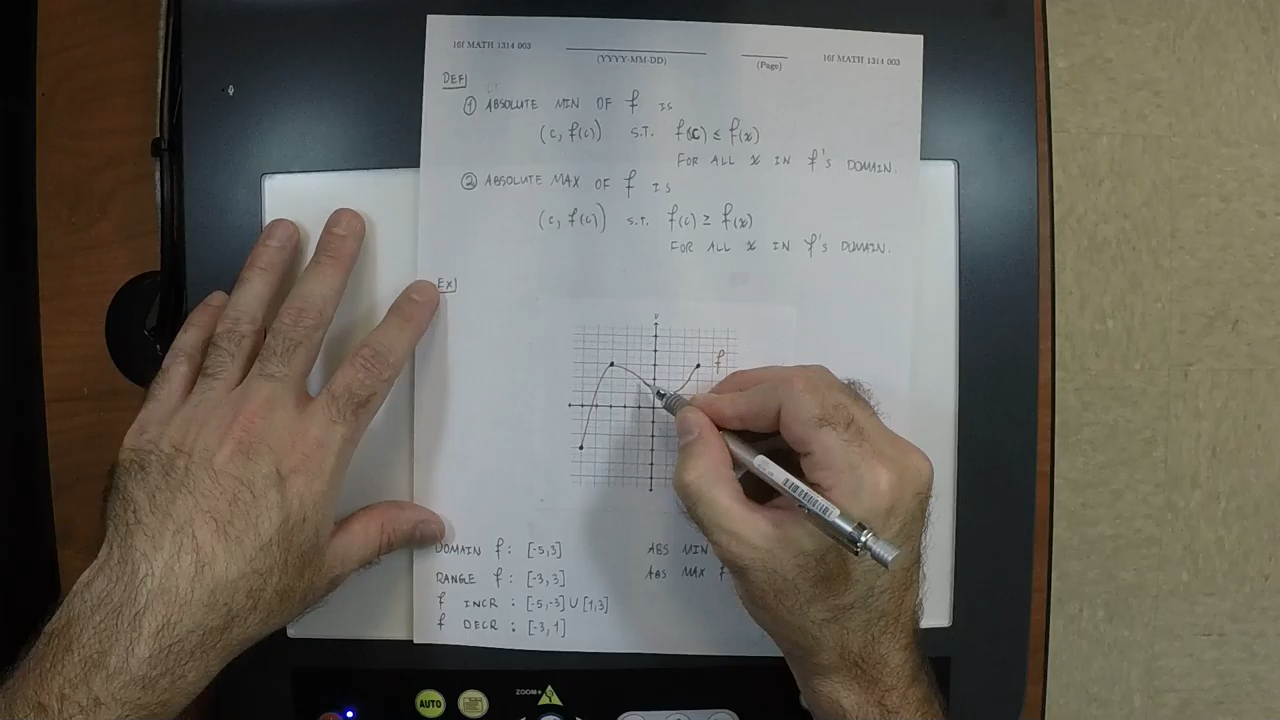 16f MATH 1314 003
(YYYY-MM-DD)
(Page)
16f MATH 1314 003
DEF
① ABSOLUTE MIN OF f IS
(c, f(c)) S.T. f(c) ≤ f(x)
FOR ALL x IN f'S DOMAIN.
② ABSOLUTE MAX OF f IS
(c, f(c)) S.T. f(c) ≥ f(x)
FOR ALL x IN f'S DOMAIN.
EX
f
DOMAIN f: [-5,3]
ABS MIN
RANGE f: [-3,3]
ABS MAX f
f INCR : [-5,-3] U [1,3]
f DECR : [-3,1]
AUTO
ZOOM+